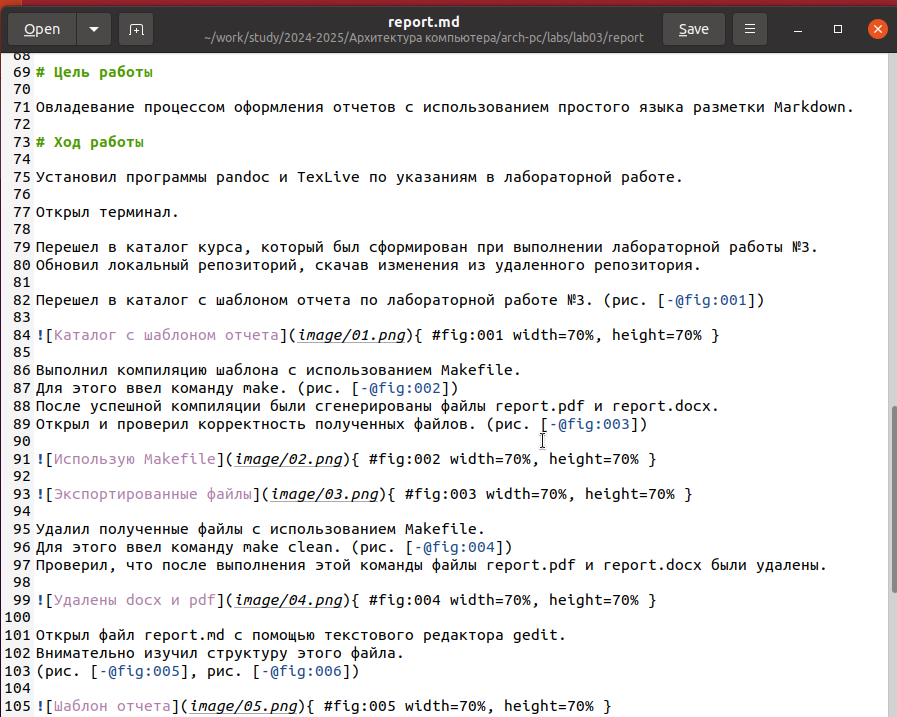 Open
report.md
~/work/study/2024-2025/Архитектура компьютера/arch-pc/labs/lab03/report
Save
68
69 # Цель работы
70
71 Овладевание процессом оформления отчетов с использованием простого языка разметки Markdown.
72
73 # Ход работы
74
75 Установил программы pandoc и TexLive по указаниям в лабораторной работе.
76
77 Открыл терминал.
78
79 Перешел в каталог курса, который был сформирован при выполнении лабораторной работы №3.
80 Обновил локальный репозиторий, скачав изменения из удаленного репозитория.
81
82 Перешел в каталог с шаблоном отчета по лабораторной работе №3. (рис. [-@fig:001])
83
84 ![Каталог с шаблоном отчета](image/01.png){ #fig:001 width=70%, height=70% }
85
86 Выполнил компиляцию шаблона с использованием Makefile.
87 Для этого ввел команду make. (рис. [-@fig:002])
88 После успешной компиляции были сгенерированы файлы report.pdf и report.docx.
89 Открыл и проверил корректность полученных файлов. (рис. [-@fig:003])
90
91 ![Использую Makefile](image/02.png){ #fig:002 width=70%, height=70% }
92
93 ![Экспортированные файлы](image/03.png){ #fig:003 width=70%, height=70% }
94
95 Удалил полученные файлы с использованием Makefile.
96 Для этого ввел команду make clean. (рис. [-@fig:004])
97 Проверил, что после выполнения этой команды файлы report.pdf и report.docx были удалены.
98
99 ![Удалены docx и pdf](image/04.png){ #fig:004 width=70%, height=70% }
100
101 Открыл файл report.md с помощью текстового редактора gedit.
102 Внимательно изучил структуру этого файла.
103 (рис. [-@fig:005], рис. [-@fig:006])
104
105 ![Шаблон отчета](image/05.png){ #fig:005 width=70%, height=70% }